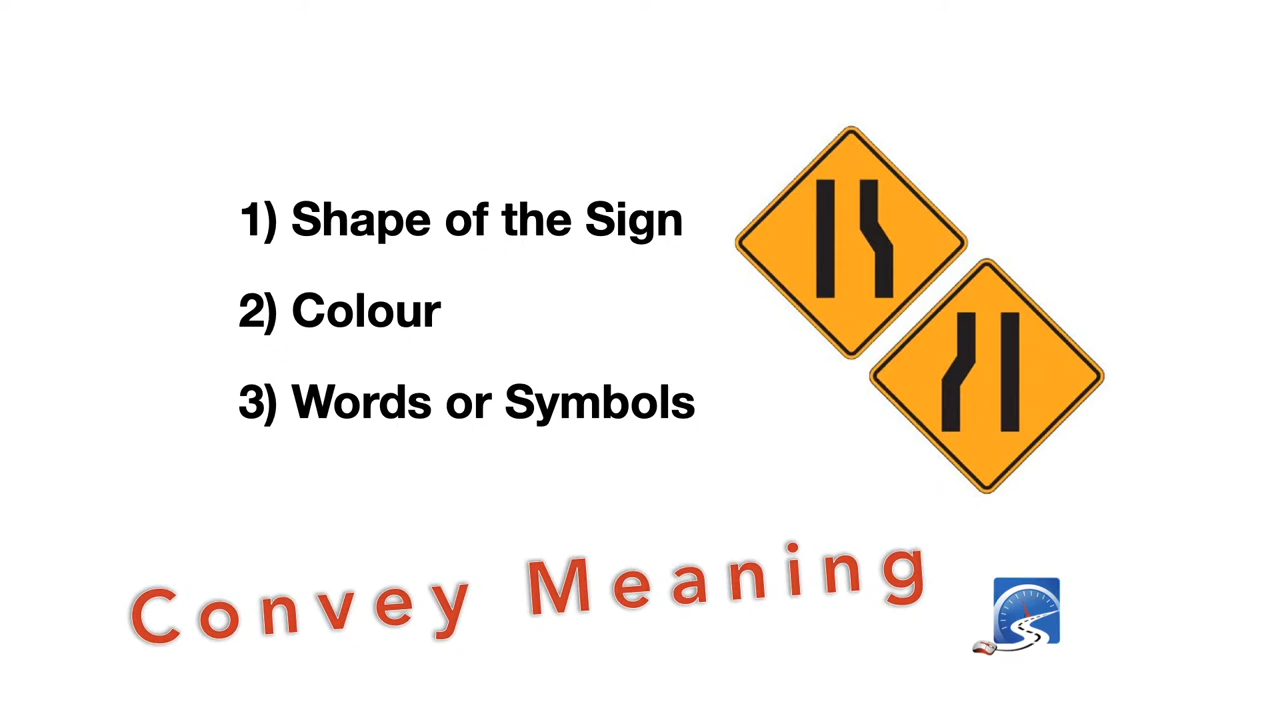 1) Shape of the Sign
2) Colour
3) Words or Symbols
Convey Meaning